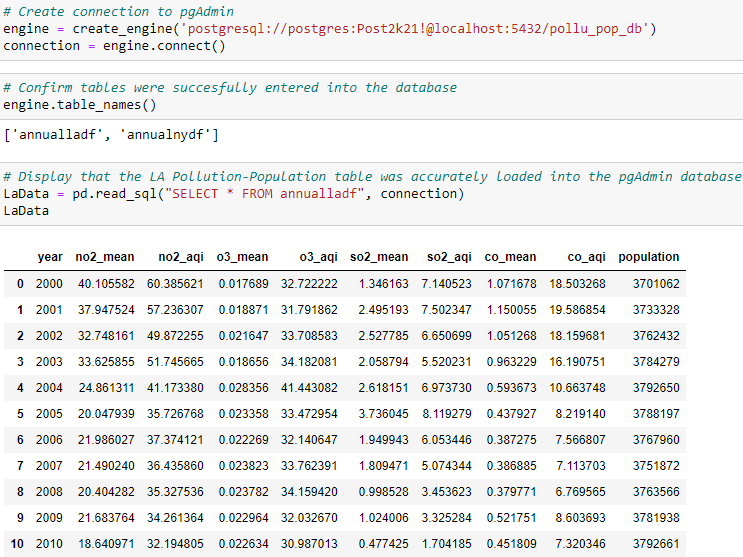 # Create connection to pgAdmin
engine = create_engine('postgresql://postgres:Post2k21!@localhost:5432/pollu_pop_db')
connection = engine.connect()
# Confirm tables were succesfully entered into the database
engine.table_names()
['annualladf', 'annualnydf']
# Display that the LA Pollution-Population table was accurately loaded into the pgAdmin database
LaData = pd.read_sql("SELECT * FROM annualladf", connection)
LaData
year no2_mean no2_aqi o3_mean o3_aqi so2_mean so2_aqi co_mean co_aqi population
0 2000 40.105582 60.385621 0.017689 32.722222 1.346163 7.140523 1.071678 18.503268 3701062
1 2001 37.947524 57.236307 0.018871 31.791862 2.495193 7.502347 1.150055 19.586854 3733328
2 2002 32.748161 49.872255 0.021647 33.708583 2.527785 6.650699 1.051268 18.159681 3762432
3 2003 33.625855 51.745665 0.018656 34.182081 2.058794 5.520231 0.963229 16.190751 3784279
4 2004 24.861311 41.173380 0.028356 41.443082 2.618151 6.973730 0.593673 10.663748 3792650
5 2005 20.047939 35.726768 0.023358 33.472954 3.736045 8.119279 0.437927 8.219140 3788197
6 2006 21.986027 37.374121 0.022269 32.140647 1.949943 6.053446 0.387275 7.566807 3767960
7 2007 21.490240 36.435860 0.023823 33.762391 1.809471 5.074344 0.386885 7.113703 3751872
8 2008 20.404282 35.327536 0.023782 34.159420 0.998528 3.453623 0.379771 6.769565 3763566
9 2009 21.683764 34.261364 0.022964 32.032670 1.024006 3.325284 0.521751 8.603693 3781938
10 2010 18.640971 32.194805 0.022634 30.987013 0.477425 1.704185 0.451809 7.320346 3792661